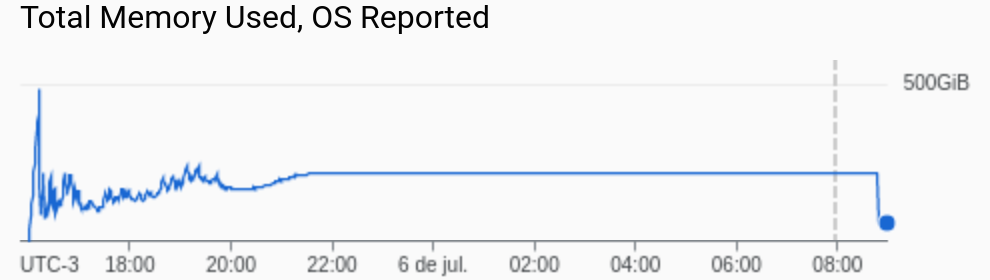 Total Memory Used, OS Reported
500GiB
UTC-3 18:00 20:00 22:00 6 de jul. 02:00 04:00 06:00 08:00